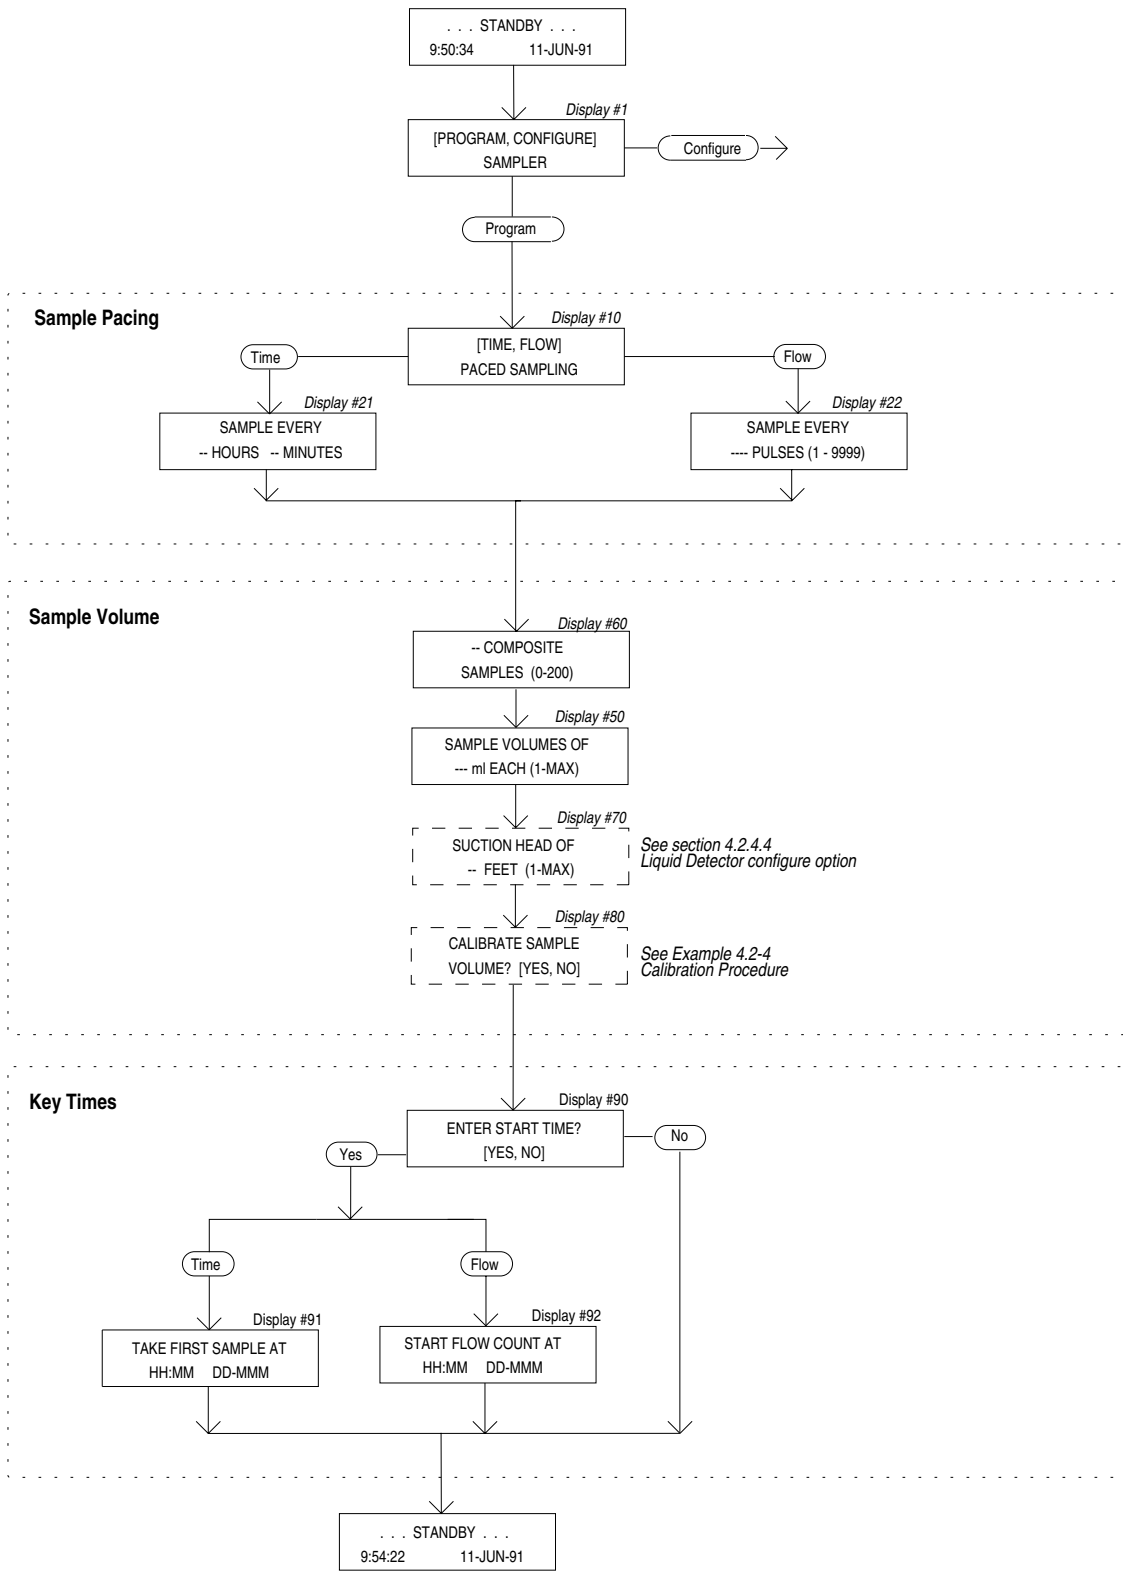 . . . STANDBY . . .
9:50:34 11-JUN-91
Display #1
[PROGRAM, CONFIGURE]
SAMPLER
Configure
Program
Sample Pacing
Display #10
[TIME, FLOW]
PACED SAMPLING
Time
Flow
Display #21
SAMPLE EVERY
-- HOURS -- MINUTES
Display #22
SAMPLE EVERY
---- PULSES (1 - 9999)
Sample Volume
Display #60
-- COMPOSITE
SAMPLES (0-200)
Display #50
SAMPLE VOLUMES OF
--- ml EACH (1-MAX)
Display #70
SUCTION HEAD OF
-- FEET (1-MAX)
See section 4.2.4.4
Liquid Detector configure option
Display #80
CALIBRATE SAMPLE
VOLUME? [YES, NO]
See Example 4.2-4
Calibration Procedure
Key Times
Display #90
ENTER START TIME?
[YES, NO]
Yes
No
Time
Flow
Display #91
TAKE FIRST SAMPLE AT
HH:MM DD-MMM
Display #92
START FLOW COUNT AT
HH:MM DD-MMM
. . . STANDBY . . .
9:54:22 11-JUN-91